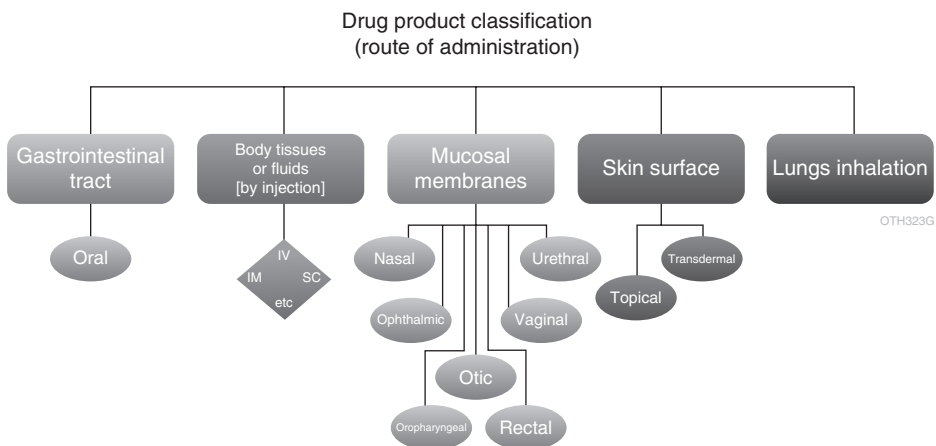 Drug product classification
(route of administration)
Gastrointestinal
tract
Body tissues
or fluids
[by injection]
Mucosal
membranes
Skin surface
Lungs inhalation
OTH323G
Oral
IV
IM
SC
etc
Nasal
Urethral
Ophthalmic
Vaginal
Otic
Oropharyngeal
Rectal
Transdermal
Topical